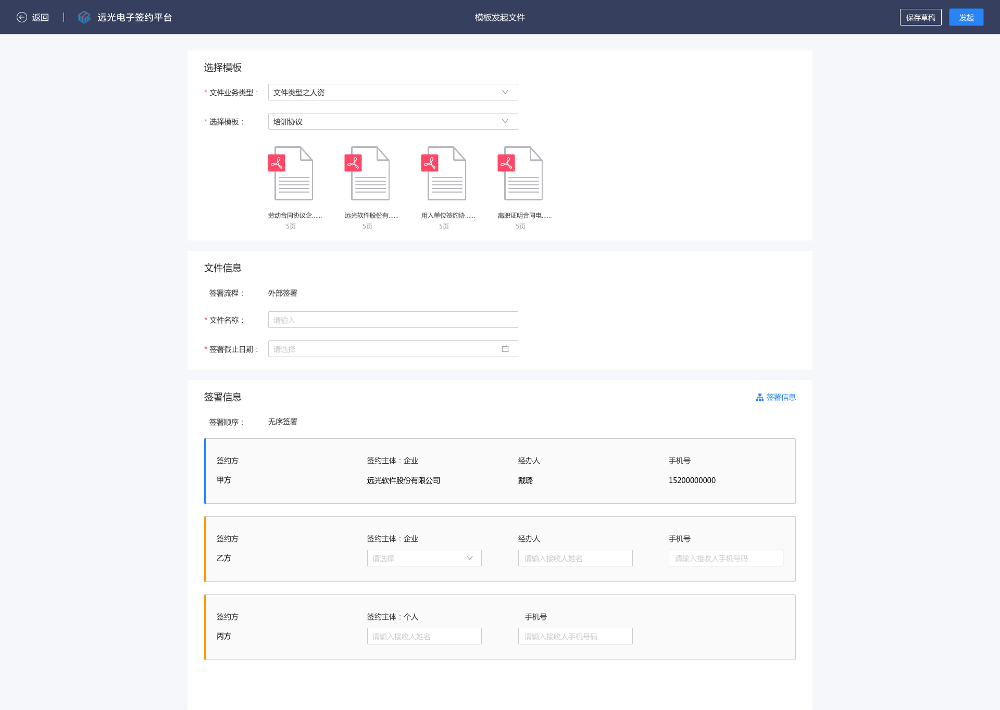 返回
远光电子签约平台
模板发起文件
保存草稿
发起
选择模板
* 文件业务类型：
文件类型之人资
* 选择模板：
培训协议
劳动合同协议企......
远光软件股份有......
用人单位签约协......
离职证明合同电......
5页
5页
5页
5页
文件信息
签署流程：
外部签署
* 文件名称：
请输入
* 签署截止日期：
请选择
签署信息
签署信息
签署顺序：
无序签署
签约方
签约主体：企业
经办人
手机号
甲方
远光软件股份有限公司
戴璐
15200000000
签约方
签约主体：企业
经办人
手机号
乙方
请选择
请输入接收人姓名
请输入接收人手机号码
签约方
签约主体：个人
手机号
丙方
请输入接收人姓名
请输入接收人手机号码